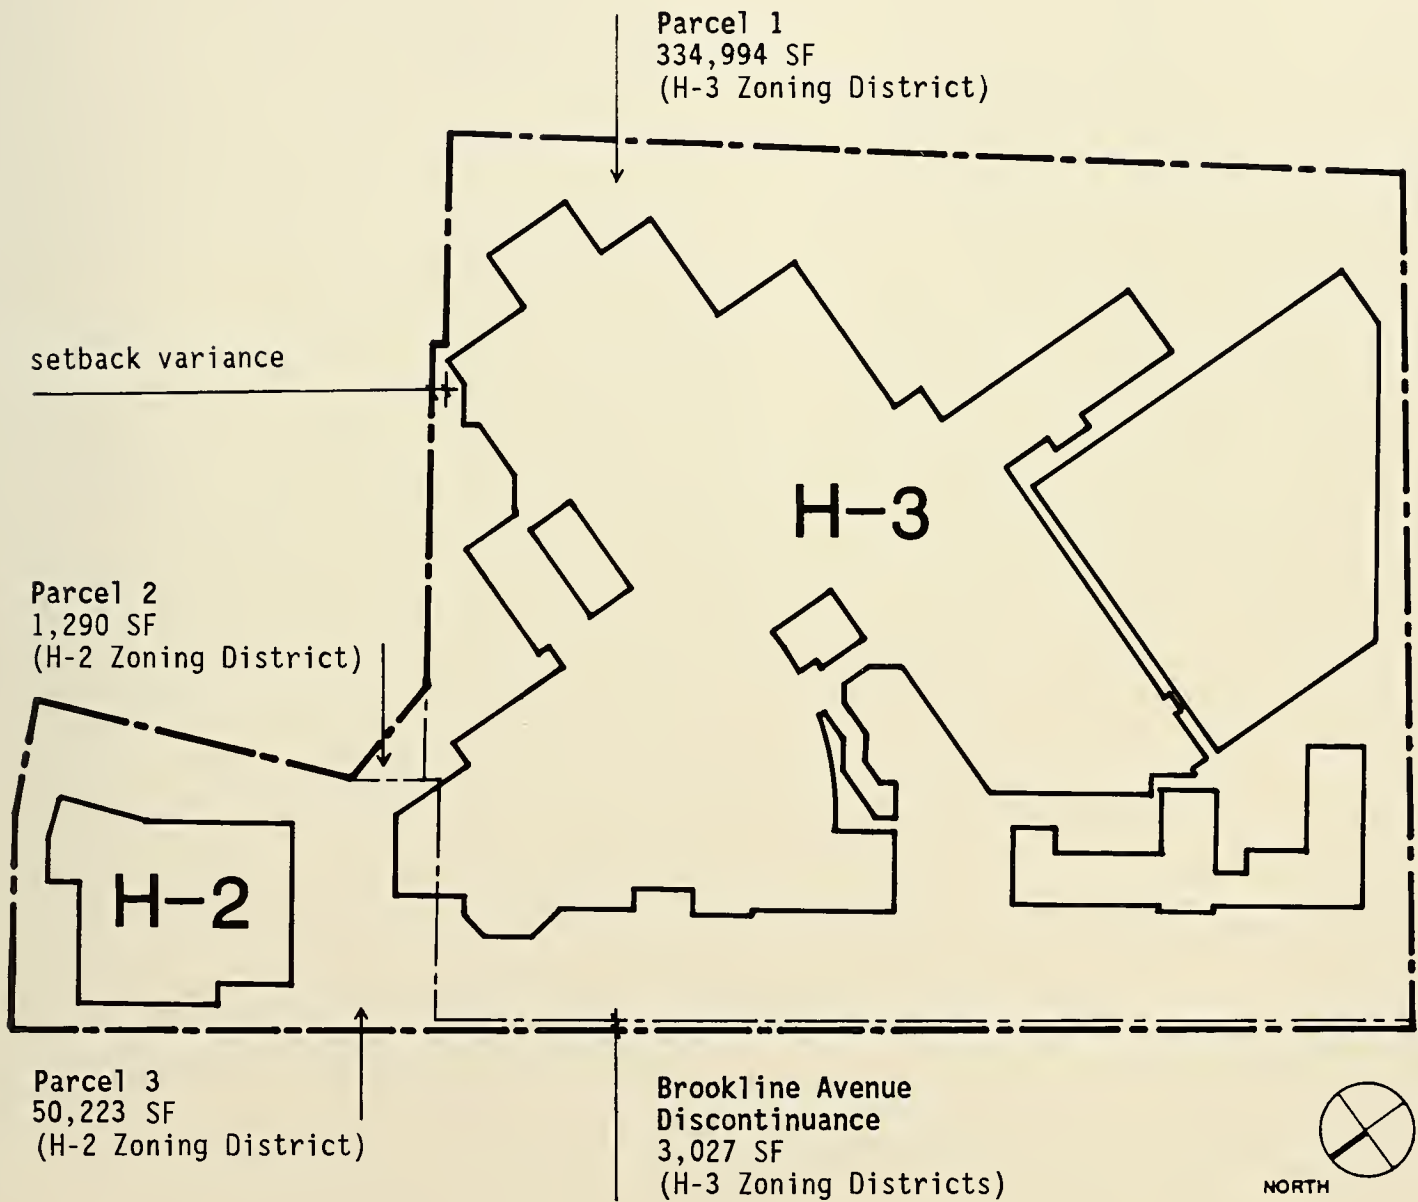 Parcel 1
334,994 SF
(H-3 Zoning District)
setback variance
H-3
Parcel 2
1,290 SF
(H-2 Zoning District)
H-2
Parcel 3
50,223 SF
(H-2 Zoning District)
Brookline Avenue
Discontinuance
3,027 SF
(H-3 Zoning Districts)
NORTH